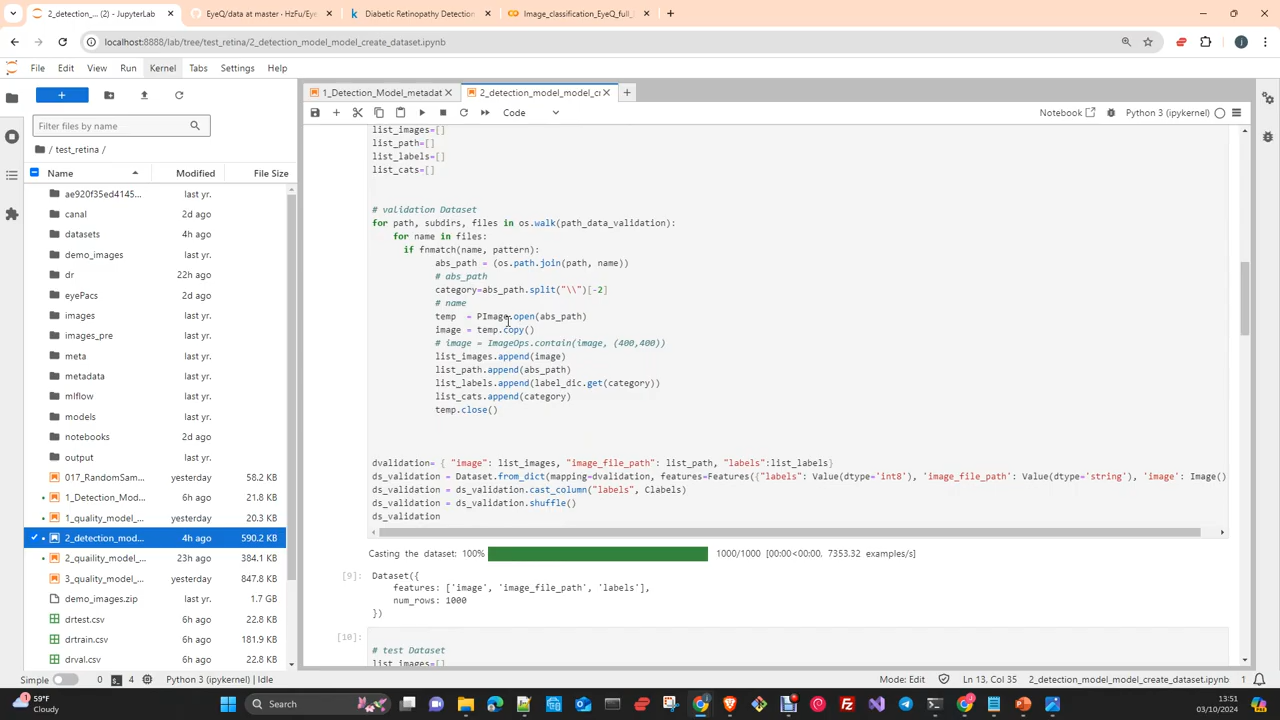 2_detection_... (2) - JupyterLab
EyeQ/data at master · HzFu/Eye
Diabetic Retinopathy Detection
Image_classification_EyeQ_full_
localhost:8888/lab/tree/test_retina/2_detection_model_model_create_dataset.ipynb
File Edit View Run Kernel Tabs Settings Help
1_Detection_Model_metadat
2_detection_model_model_cr
Code
Notebook
Python 3 (ipykernel)
Filter files by name
/ test_retina /
Name Modified File Size
ae920f35ed4145... last yr.
canal 2d ago
datasets 4h ago
demo_images last yr.
dr 22h ago
eyePacs last yr.
images last yr.
images_pre last yr.
meta last yr.
metadata last yr.
mlflow last yr.
models last yr.
notebooks 2d ago
output last yr.
017_RandomSam... yesterday 58.2 KB
1_Detection_Mod... 6h ago 21.8 KB
1_quality_model_... yesterday 20.3 KB
2_detection_mod... 4h ago 590.2 KB
2_quaility_model_... 23h ago 384.1 KB
3_quality_model_... yesterday 847.8 KB
demo_images.zip last yr. 1.7 GB
drtest.csv 6h ago 22.8 KB
drtrain.csv 6h ago 181.9 KB
drval.csv 6h ago 22.8 KB
list_images=[]
list_path=[]
list_labels=[]
list_cats=[]
# validation Dataset
for path, subdirs, files in os.walk(path_data_validation):
for name in files:
if fnmatch(name, pattern):
abs_path = (os.path.join(path, name))
# abs_path
category=abs_path.split("\\")[-2]
# name
temp = PImage.open(abs_path)
image = temp.copy()
# image = ImageOps.contain(image, (400,400))
list_images.append(image)
list_path.append(abs_path)
list_labels.append(label_dic.get(category))
list_cats.append(category)
temp.close()
dvalidation= { "image": list_images, "image_file_path": list_path, "labels":list_labels}
ds_validation = Dataset.from_dict(mapping=dvalidation, features=Features({"labels": Value(dtype='int8'), 'image_file_path': Value(dtype='string'), 'image': Image()
ds_validation = ds_validation.cast_column("labels", Clabels)
ds_validation = ds_validation.shuffle()
ds_validation
Casting the dataset: 100% 1000/1000 [00:00<00:00, 7353.32 examples/s]
[9]: Dataset({
features: ['image', 'image_file_path', 'labels'],
num_rows: 1000
})
[10]:
# test Dataset
list_images=[]
Simple 0 4 Python 3 (ipykernel) | Idle
Mode: Edit Ln 13, Col 35 2_detection_model_model_create_dataset.ipynb 1
59°F
Cloudy
Search
13:51
03/10/2024